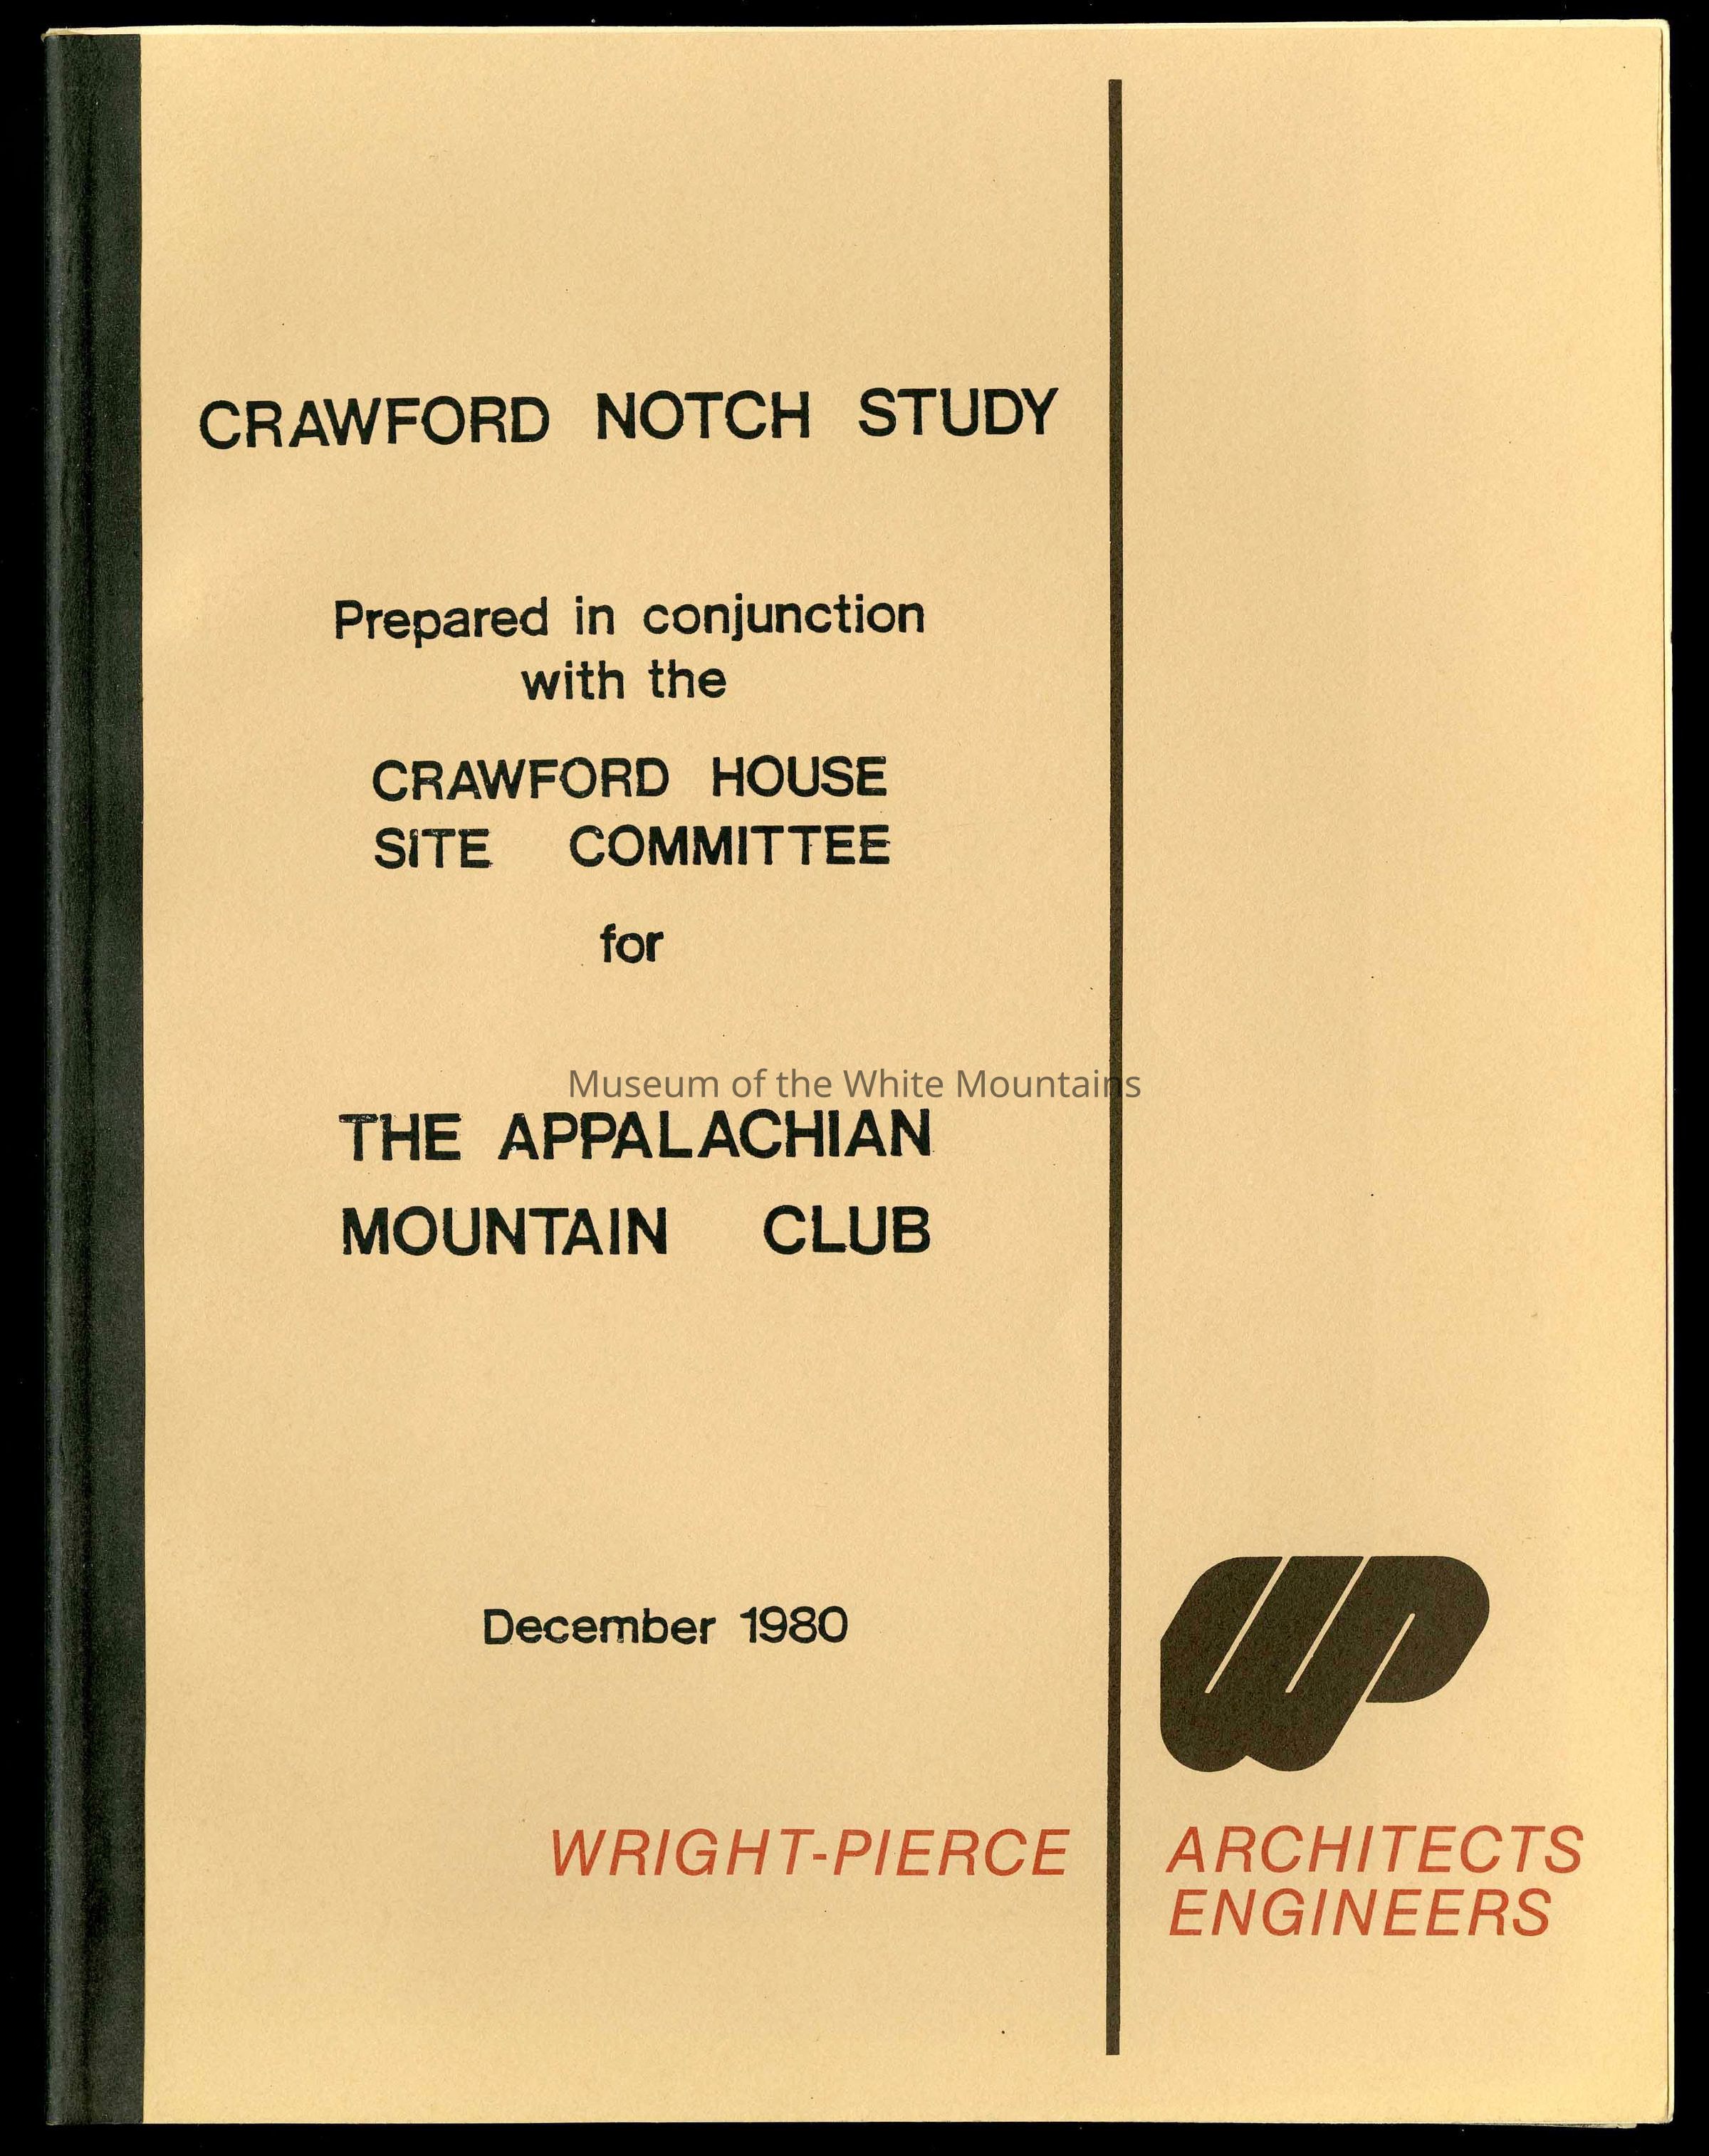 CRAWFORD NOTCH STUDY
Prepared in conjunction
with the
CRAWFORD HOUSE
SITE COMMITTEE
for
Museum of the White Mountains
THE APPALACHIAN
MOUNTAIN CLUB
December 1980
WP
WRIGHT-PIERCE
ARCHITECTS
ENGINEERS